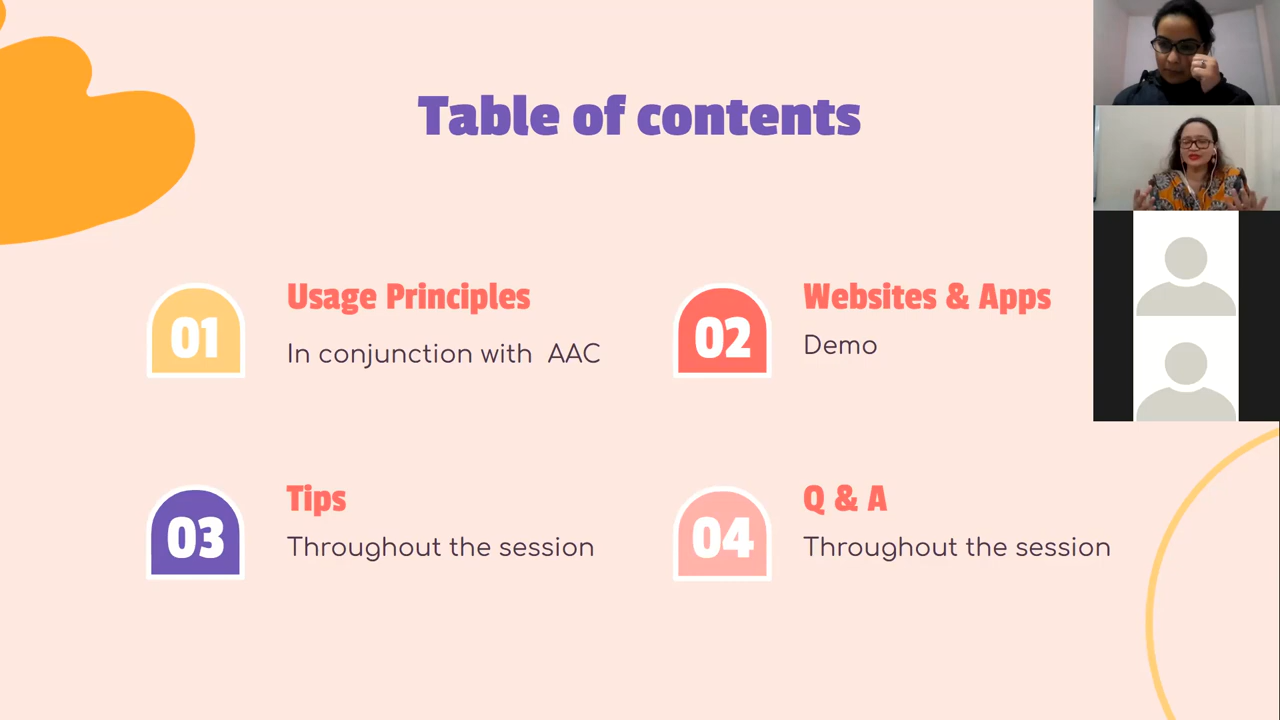 Table of contents
01
Usage Principles
In conjunction with AAC
02
Websites & Apps
Demo
03
Tips
Throughout the session
04
Q & A
Throughout the session